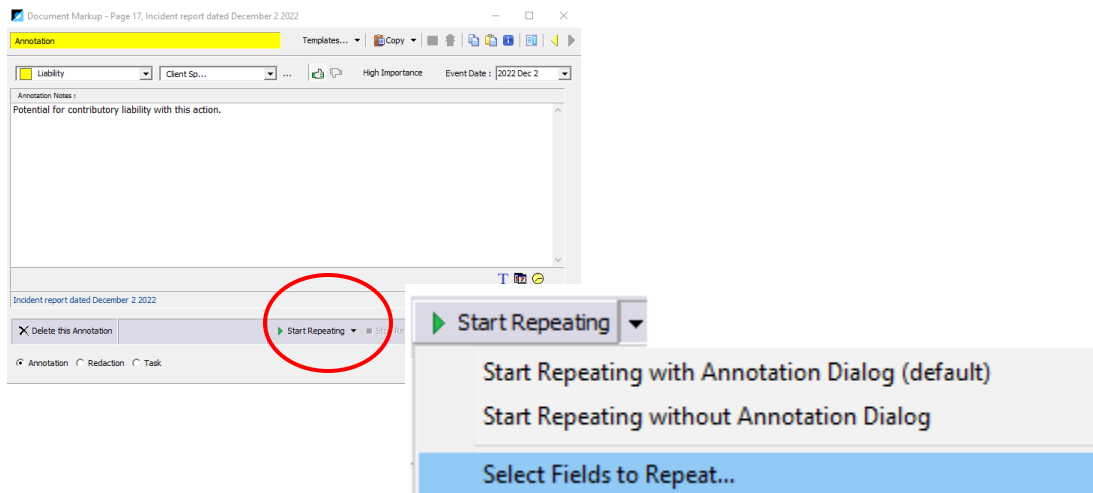 Document Markup - Page 17, Incident report dated December 2 2022
Annotation Templates... Copy
Liability Client Sp... ... High Importance Event Date : 2022 Dec 2
Annotation Notes :
Potential for contributory liability with this action.
Incident report dated December 2 2022
Delete this Annotation Start Repeating
Annotation Redaction Task
Start Repeating
Start Repeating with Annotation Dialog (default)
Start Repeating without Annotation Dialog
Select Fields to Repeat...